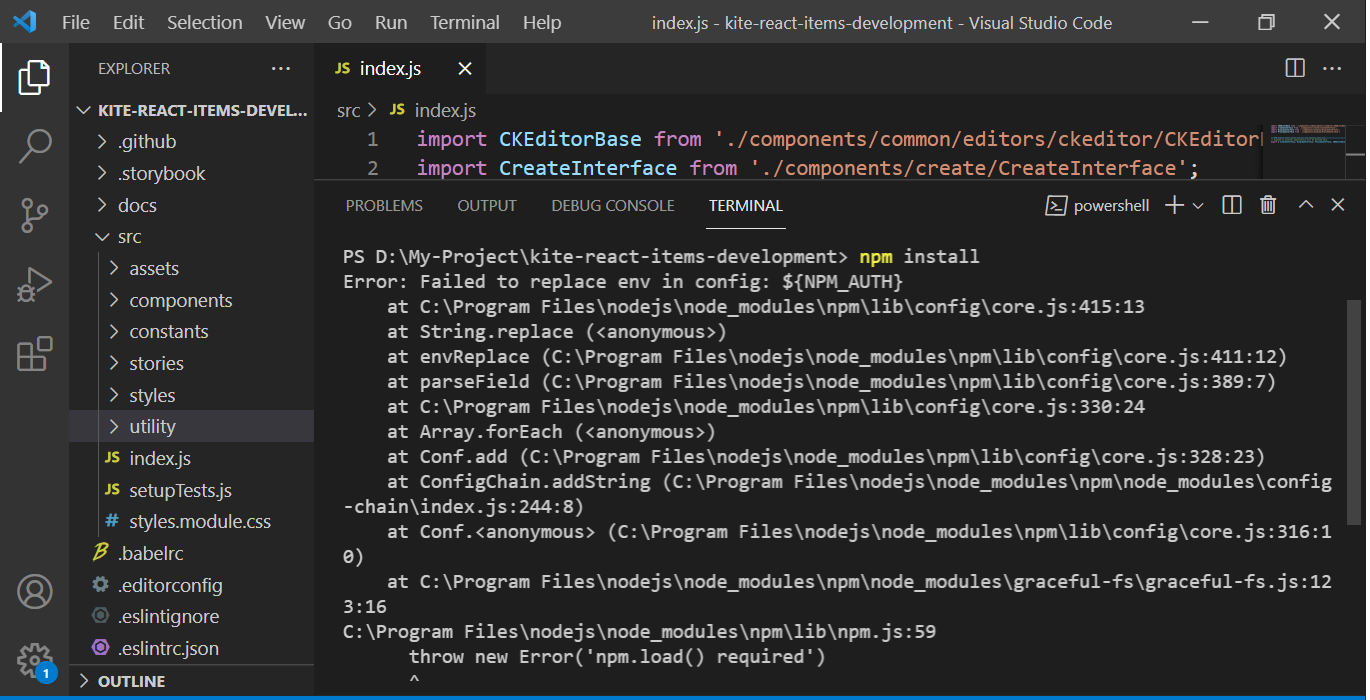 File Edit Selection View Go Run Terminal Help index.js - kite-react-items-development - Visual Studio Code
EXPLORER ···
KITE-REACT-ITEMS-DEVEL...
.github
.storybook
docs
src
assets
components
constants
stories
styles
utility
JS index.js
JS setupTests.js
# styles.module.css
.babelrc
.editorconfig
.eslintignore
.eslintrc.json
OUTLINE
1
JS index.js
src > JS index.js
1 import CKEditorBase from './components/common/editors/ckeditor/CKEditor
2 import CreateInterface from './components/create/CreateInterface';
PROBLEMS OUTPUT DEBUG CONSOLE TERMINAL powershell
PS D:\My-Project\kite-react-items-development> npm install
Error: Failed to replace env in config: ${NPM_AUTH}
    at C:\Program Files\nodejs\node_modules\npm\lib\config\core.js:415:13
    at String.replace (<anonymous>)
    at envReplace (C:\Program Files\nodejs\node_modules\npm\lib\config\core.js:411:12)
    at parseField (C:\Program Files\nodejs\node_modules\npm\lib\config\core.js:389:7)
    at C:\Program Files\nodejs\node_modules\npm\lib\config\core.js:330:24
    at Array.forEach (<anonymous>)
    at Conf.add (C:\Program Files\nodejs\node_modules\npm\lib\config\core.js:328:23)
    at ConfigChain.addString (C:\Program Files\nodejs\node_modules\npm\node_modules\config
-chain\index.js:244:8)
    at Conf.<anonymous> (C:\Program Files\nodejs\node_modules\npm\lib\config\core.js:316:1
0)
    at C:\Program Files\nodejs\node_modules\npm\node_modules\graceful-fs\graceful-fs.js:12
3:16
C:\Program Files\nodejs\node_modules\npm\lib\npm.js:59
      throw new Error('npm.load() required')
      ^